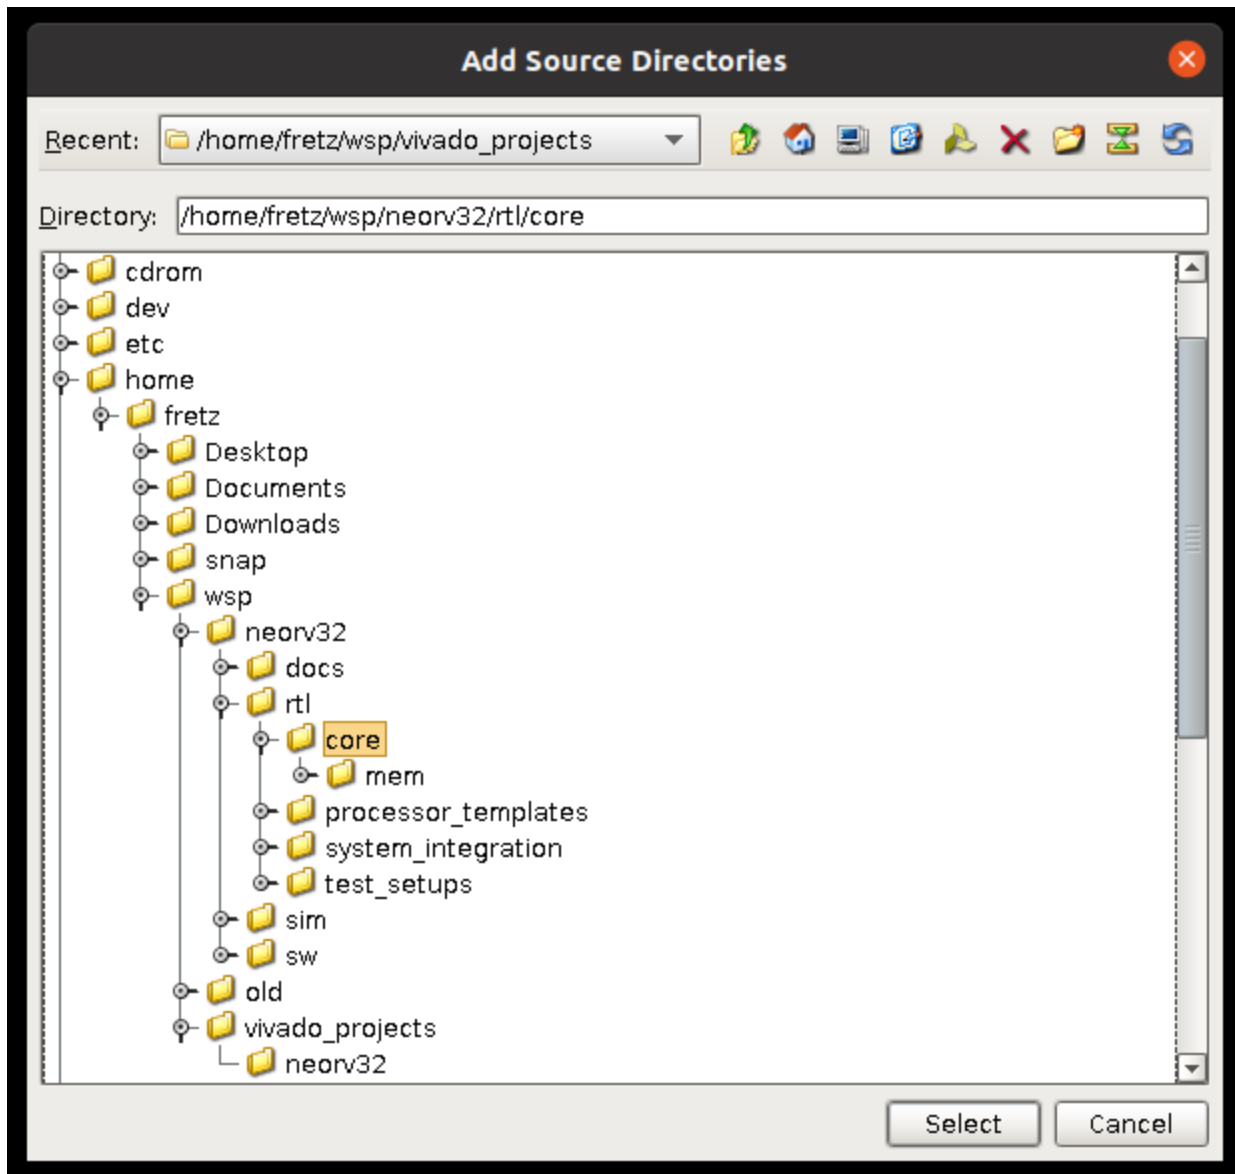 Add Source Directories
Recent: /home/fretz/wsp/vivado_projects
Directory: /home/fretz/wsp/neorv32/rtl/core
cdrom
dev
etc
home
fretz
Desktop
Documents
Downloads
snap
wsp
neorv32
docs
rtl
core
mem
processor_templates
system_integration
test_setups
sim
sw
old
vivado_projects
neorv32
Select Cancel